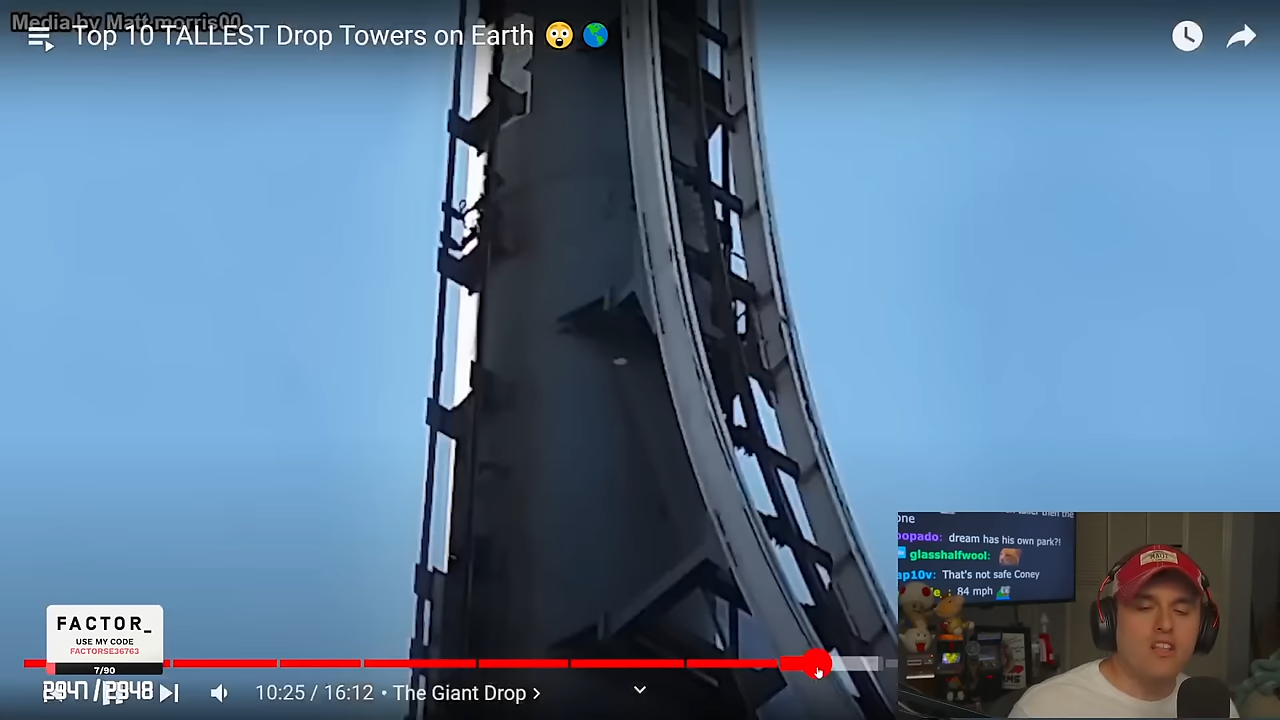 Media by Matt.morris00
Top 10 TALLEST Drop Towers on Earth 😲 🌎
one
dream has his own park?!
glasshalfwool:
ap10v: That's not safe Coney
: 84 mph
FACTOR_
USE MY CODE
FACTORSE36763
7/90
2047/2048
10:25 / 16:12 • The Giant Drop >